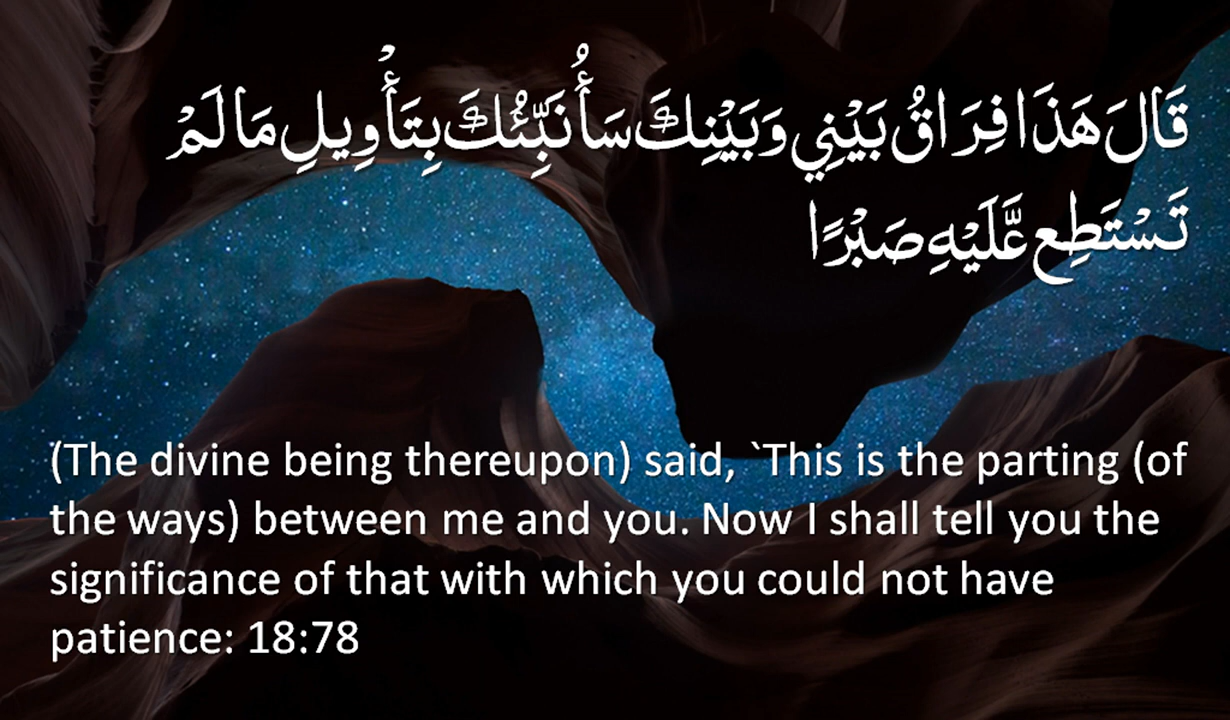 قَالَ هَذَا فِرَاقُ بَيْنِي وَبَيْنِكَ سَأُنَبِّئُكَ بِتَأْوِيلِ مَا لَمْ
تَسْتَطِع عَّلَيْهِ صَبْرًا
(The divine being thereupon) said, `This is the parting (of
the ways) between me and you. Now I shall tell you the
significance of that with which you could not have
patience: 18:78